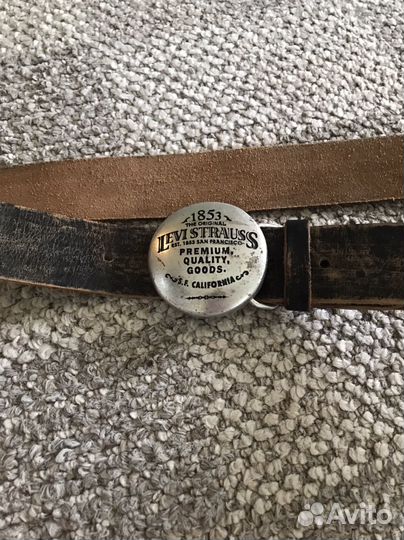 1853
THE ORIGINAL
LEVI STRAUSS
EST. 1853 SAN FRANCISCO
PREMIUM,
QUALITY,
GOODS.
S.F. CALIFORNIA
Avito